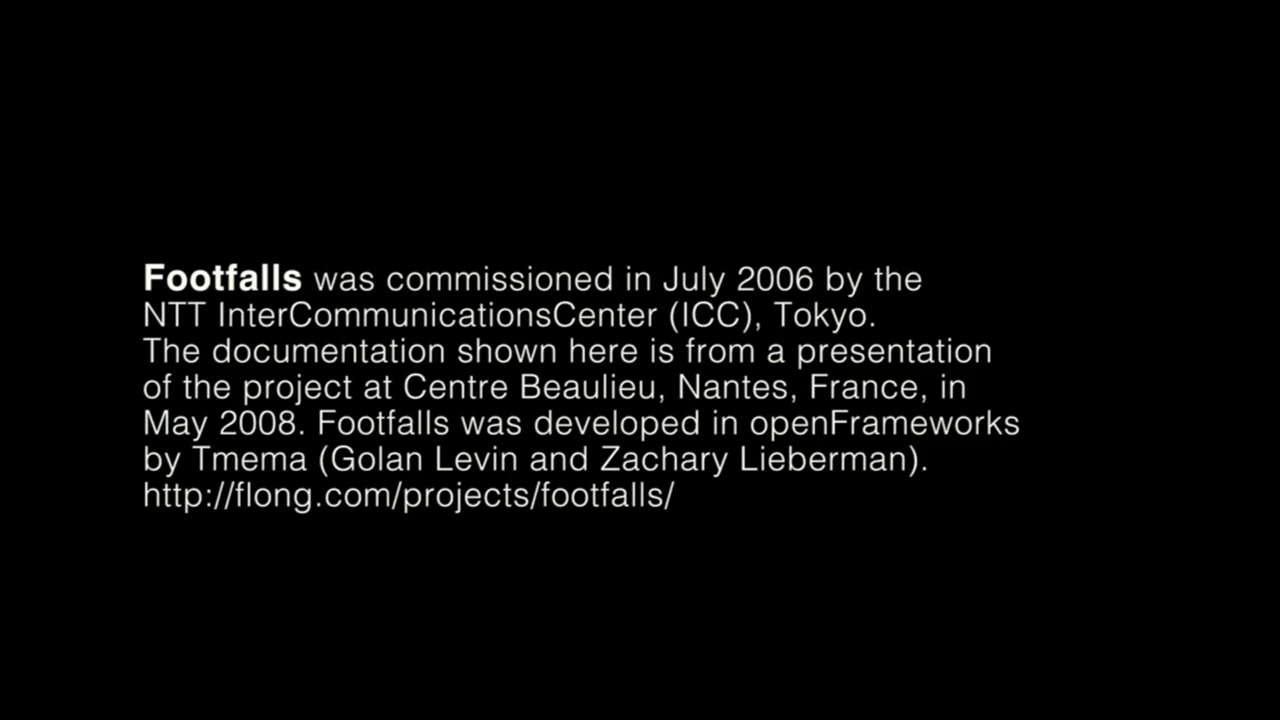 Footfalls was commissioned in July 2006 by the
NTT InterCommunicationsCenter (ICC), Tokyo.
The documentation shown here is from a presentation
of the project at Centre Beaulieu, Nantes, France, in
May 2008. Footfalls was developed in openFrameworks
by Tmema (Golan Levin and Zachary Lieberman).
http://flong.com/projects/footfalls/